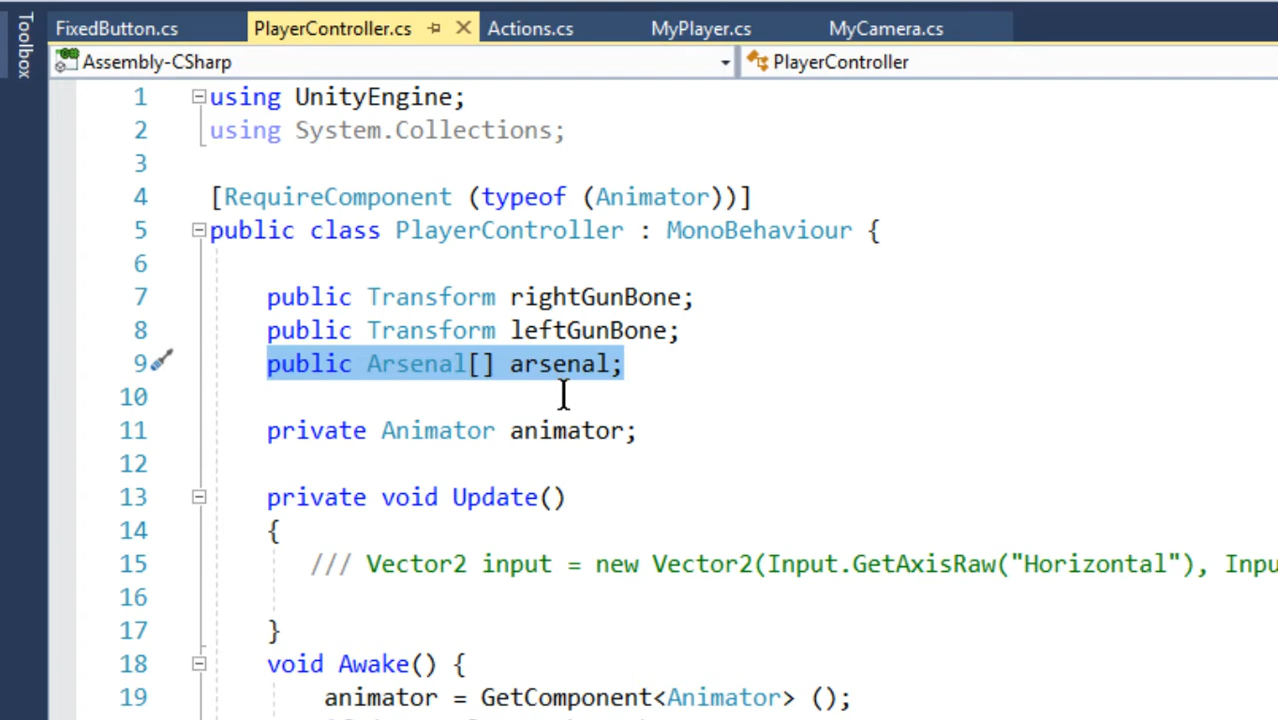 Toolbox
FixedButton.cs PlayerController.cs Actions.cs MyPlayer.cs MyCamera.cs
Assembly-CSharp PlayerController
1 using UnityEngine;
2 using System.Collections;
3
4 [RequireComponent (typeof (Animator))]
5 public class PlayerController : MonoBehaviour {
6
7 public Transform rightGunBone;
8 public Transform leftGunBone;
9 public Arsenal[] arsenal;
10
11 private Animator animator;
12
13 private void Update()
14 {
15 /// Vector2 input = new Vector2(Input.GetAxisRaw("Horizontal"), Inpu
16
17 }
18 void Awake() {
19 animator = GetComponent<Animator> ();